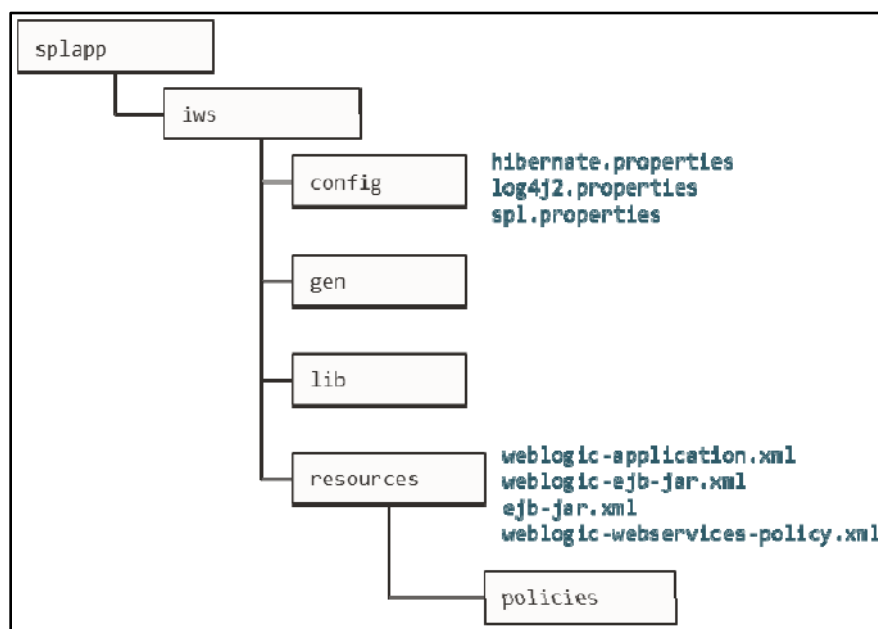 splapp
iws
config
hibernate.properties
log4j2.properties
spl.properties
gen
lib
resources
weblogic-application.xml
weblogic-ejb-jar.xml
ejb-jar.xml
weblogic-webservices-policy.xml
policies